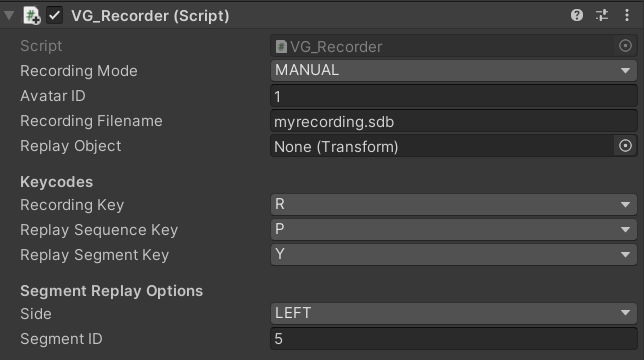 VG_Recorder (Script)
Script VG_Recorder
Recording Mode MANUAL
Avatar ID 1
Recording Filename myrecording.sdb
Replay Object None (Transform)
Keycodes
Recording Key R
Replay Sequence Key P
Replay Segment Key Y
Segment Replay Options
Side LEFT
Segment ID 5